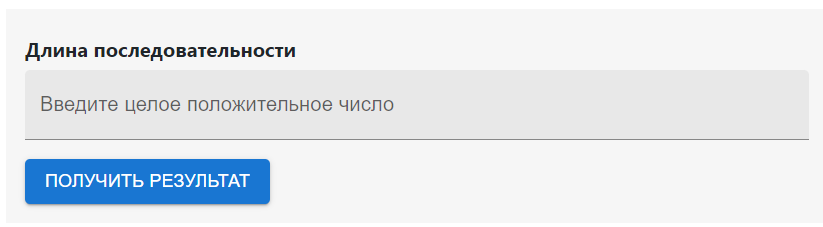 Длина последовательности
Введите целое положительное число
ПОЛУЧИТЬ РЕЗУЛЬТАТ